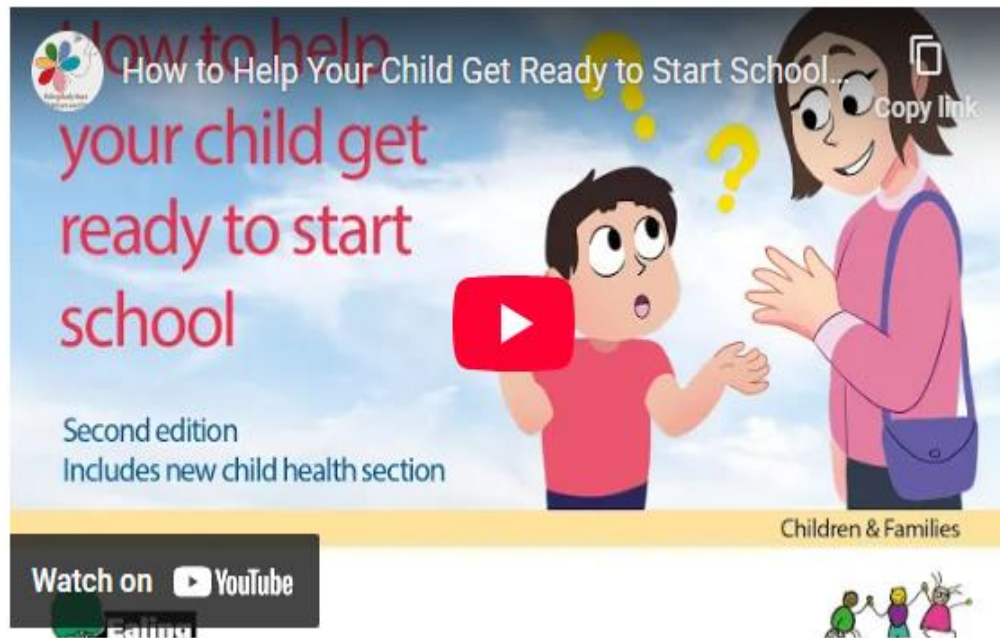 How to Help Your Child Get Ready to Start School...
Copy link
How to help
your child get
ready to start
school
Second edition
Includes new child health section
Children & Families
Watch on YouTube
Ealing